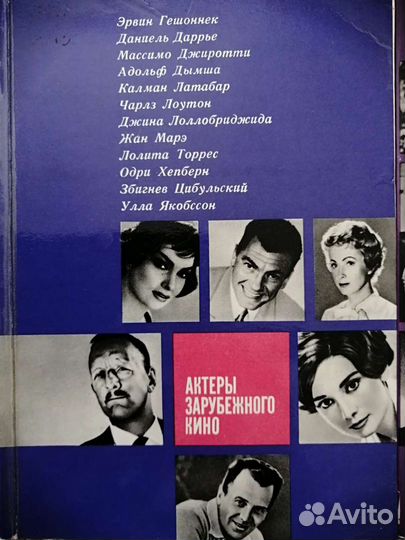 Эрвин Гешоннек
Даниель Даррье
Массимо Джиротти
Адольф Дымша
Калман Латабар
Чарлз Лоутон
Джина Лоллобриджида
Жан Марэ
Лолита Торрес
Одри Хепберн
Збигнев Цибульский
Улла Якобссон
АКТЕРЫ
ЗАРУБЕЖНОГО
КИНО
Avito